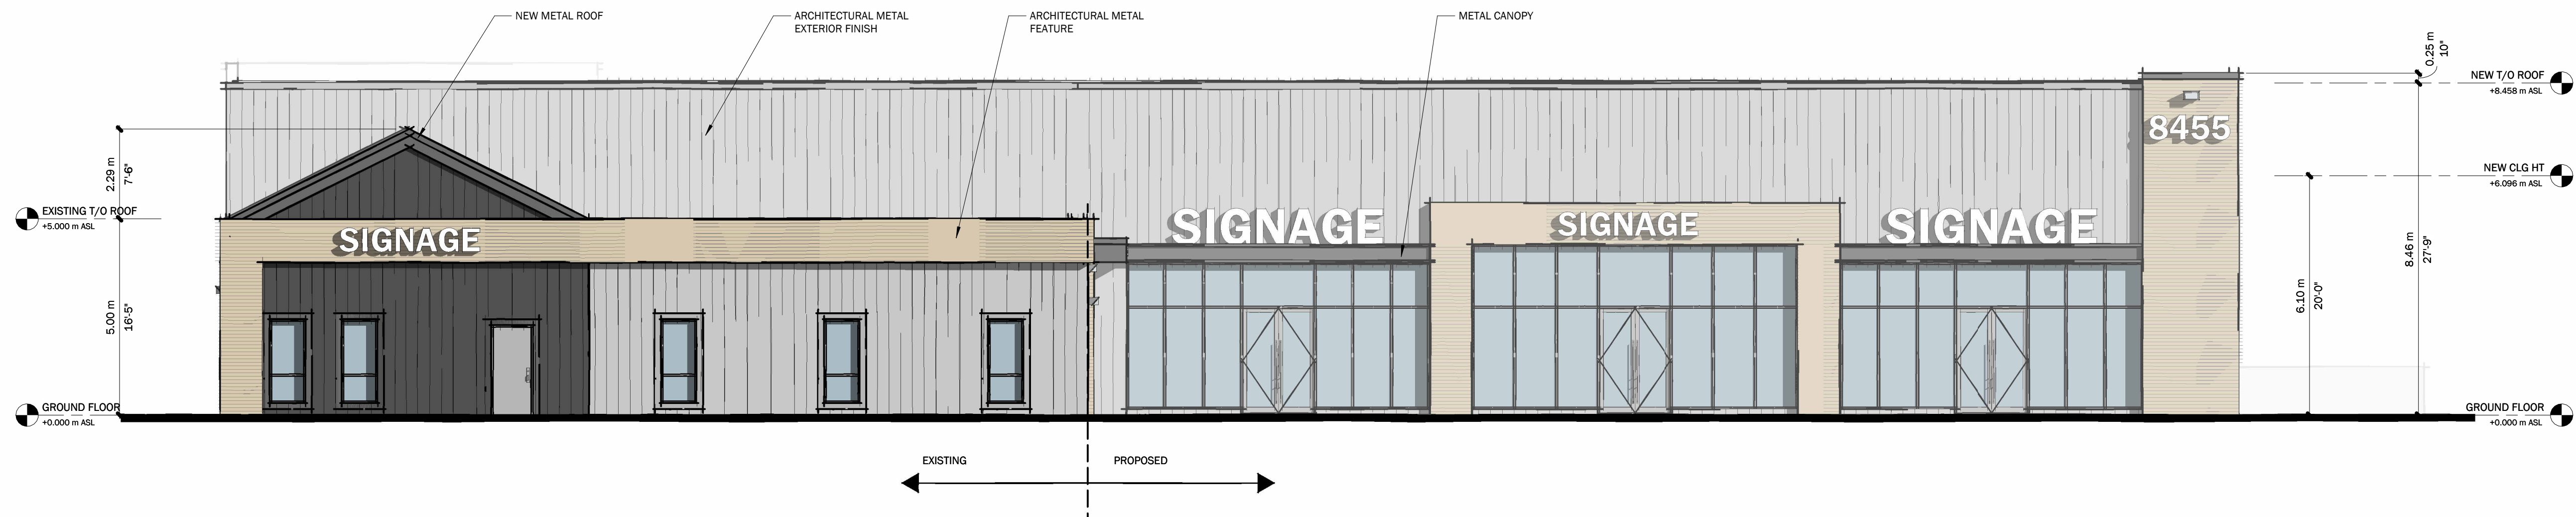 NEW METAL ROOF
ARCHITECTURAL METAL
EXTERIOR FINISH
ARCHITECTURAL METAL
FEATURE
METAL CANOPY
0.25 m
10"
NEW T/O ROOF
+8.458 m ASL
8455
2.29 m
7'-6"
NEW CLG HT
+6.096 m ASL
EXISTING T/O ROOF
+5.000 m ASL
SIGNAGE
SIGNAGE
SIGNAGE
SIGNAGE
8.46 m
27'-9"
5.00 m
16'-5"
6.10 m
20'-0"
GROUND FLOOR
+0.000 m ASL
GROUND FLOOR
+0.000 m ASL
EXISTING
PROPOSED